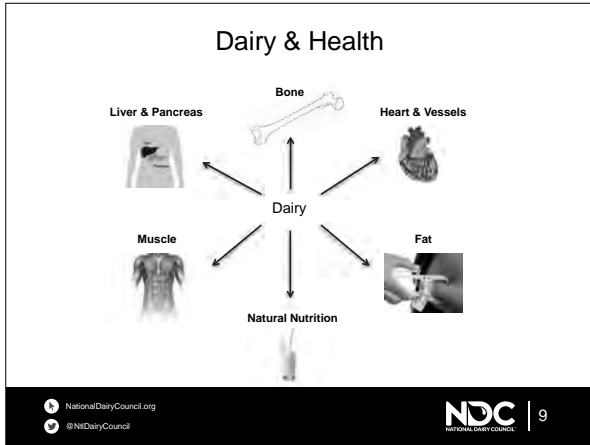 Dairy & Health
Bone
Liver & Pancreas
Heart & Vessels
Dairy
Muscle
Fat
Natural Nutrition
NationalDairyCouncil.org
@NtlDairyCouncil
NDC
NATIONAL DAIRY COUNCIL
9